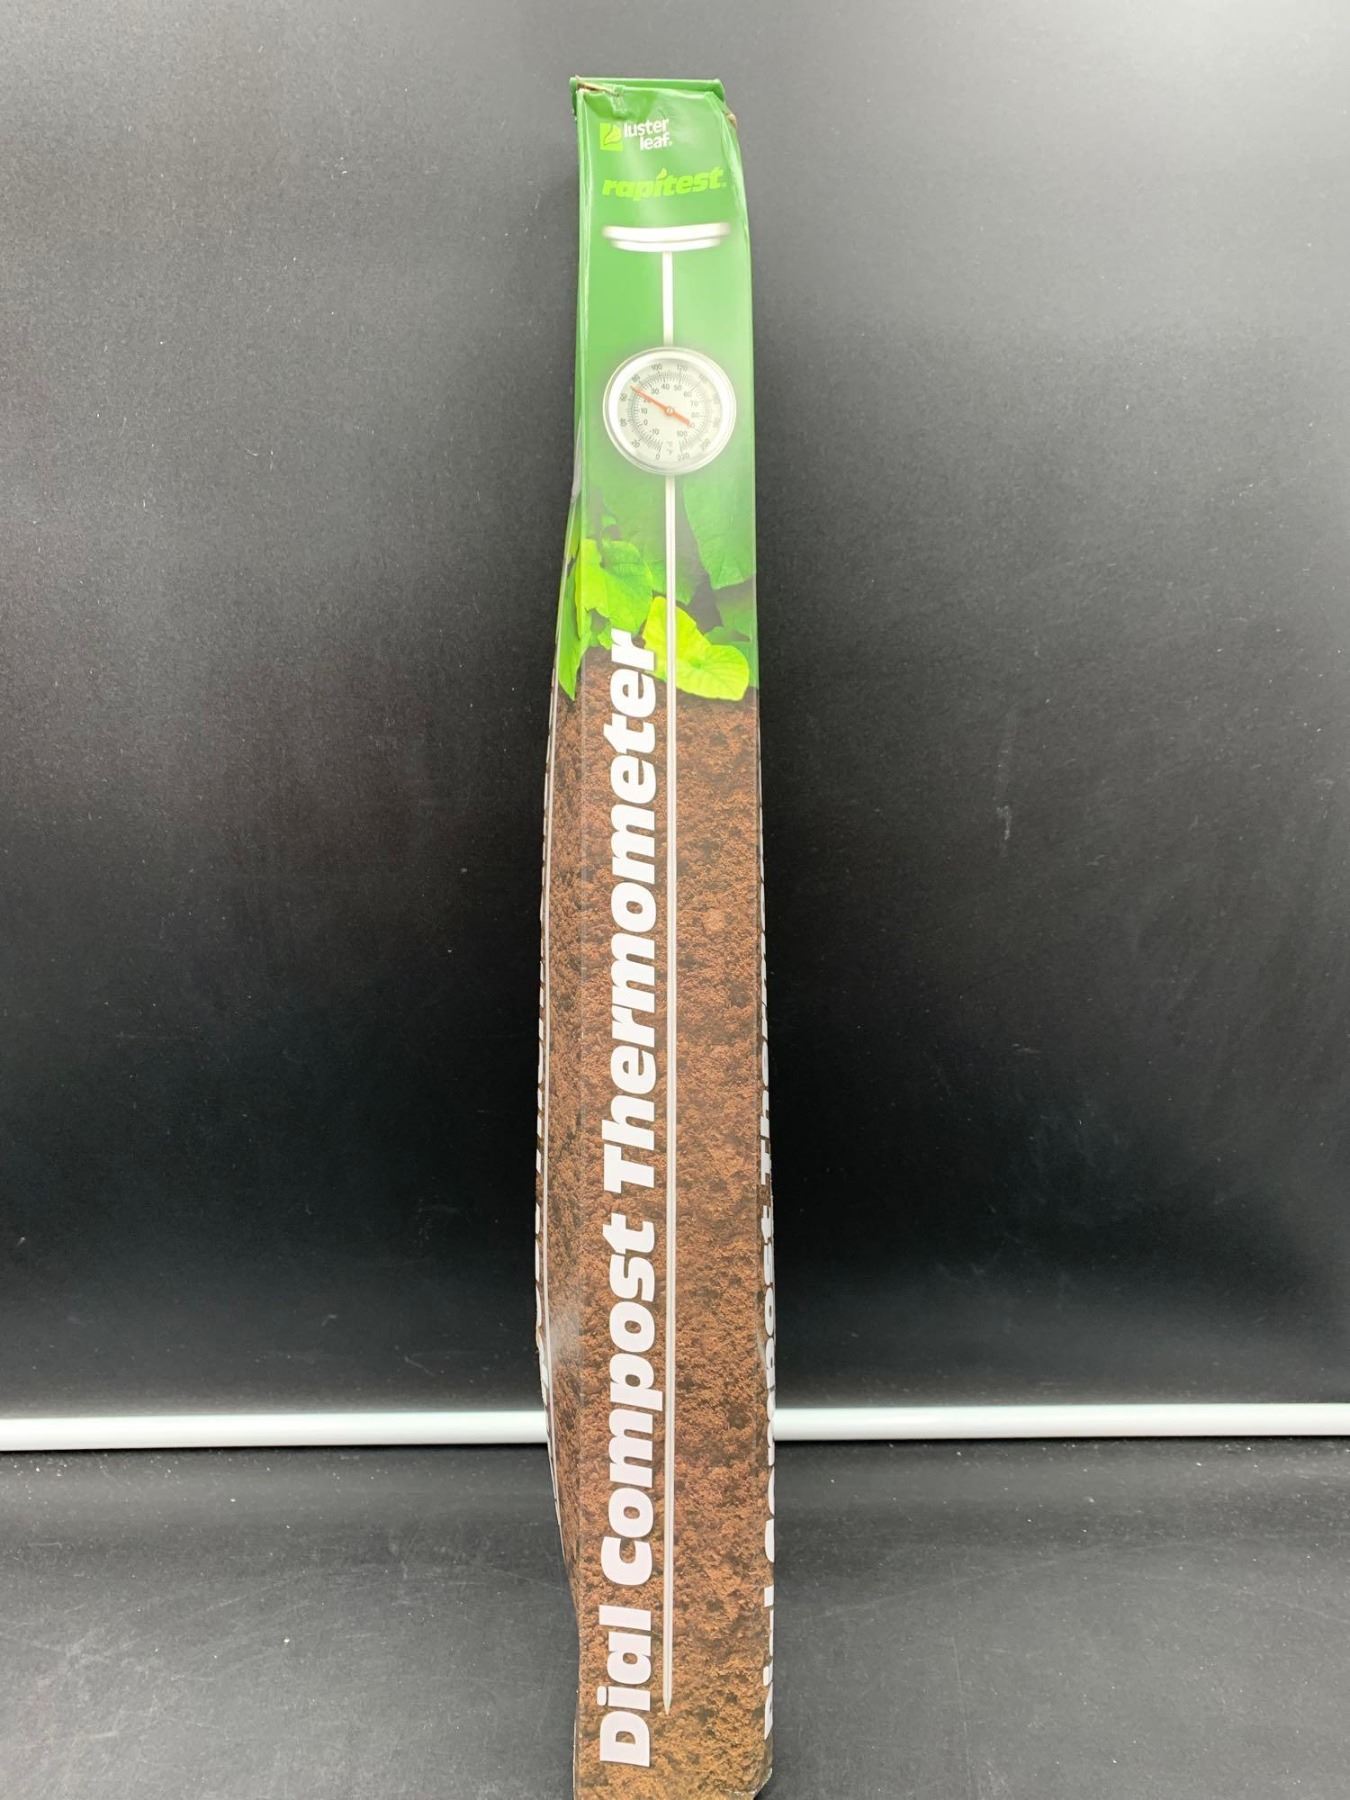 luster
leaf®
rapitest®
Dial Compost Thermometer